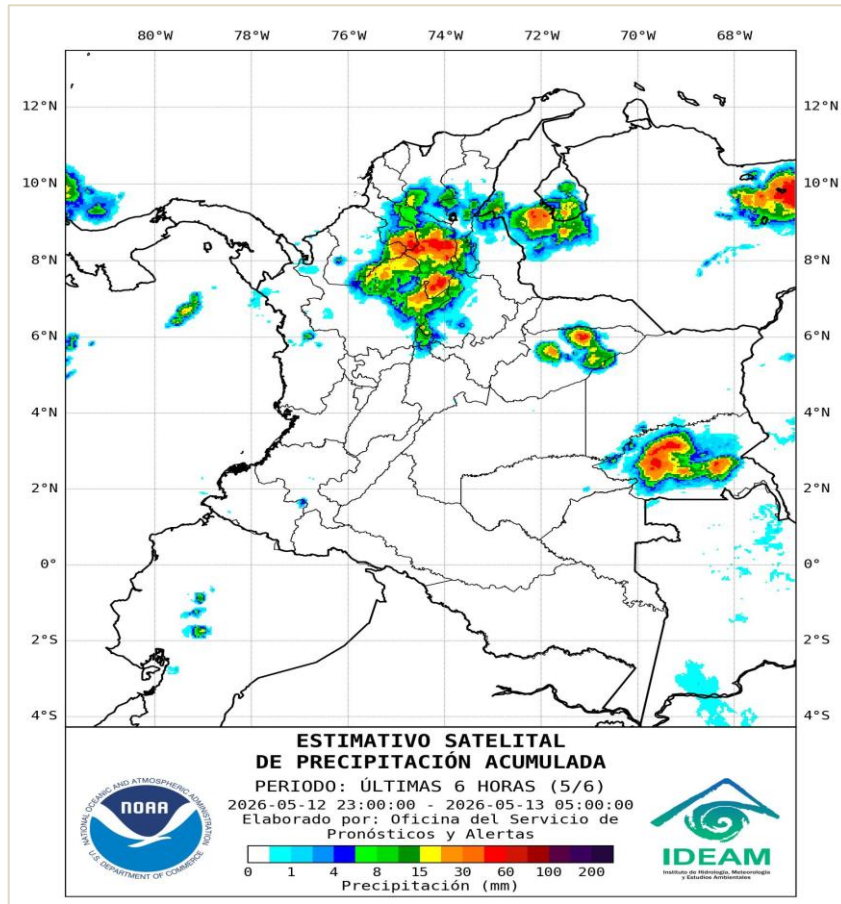 80°W 78°W 76°W 74°W 72°W 70°W 68°W
12°N 12°N
10°N 10°N
8°N 8°N
6°N 6°N
4°N 4°N
2°N 2°N
0° 0°
2°S 2°S
4°S 4°S
ESTIMATIVO SATELITAL
DE PRECIPITACIÓN ACUMULADA
PERIODO: ÚLTIMAS 6 HORAS (5/6)
2026-05-12 23:00:00 - 2026-05-13 05:00:00
Elaborado por: Oficina del Servicio de
Pronósticos y Alertas
0 1 4 8 15 30 60 100 200
Precipitación (mm)
NATIONAL OCEANIC AND ATMOSPHERIC ADMINISTRATION
NOAA
U.S. DEPARTMENT OF COMMERCE
IDEAM
Instituto de Hidrología, Meteorología
y Estudios Ambientales